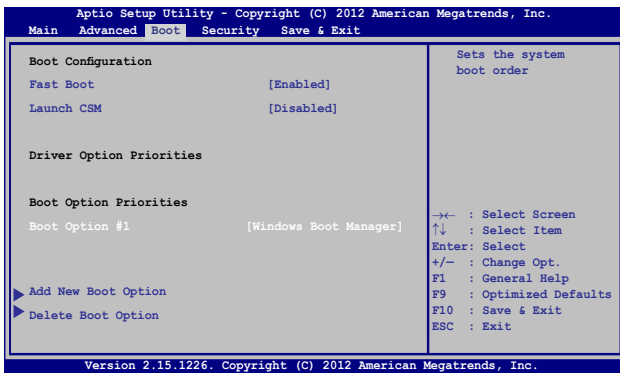 Aptio Setup Utility - Copyright (C) 2012 American Megatrends, Inc.
Main Advanced Boot Security Save & Exit
Boot Configuration
Fast Boot [Enabled]
Launch CSM [Disabled]
Driver Option Priorities
Boot Option Priorities
Boot Option #1 [Windows Boot Manager]
Add New Boot Option
Delete Boot Option
Sets the system
boot order
→← : Select Screen
↑↓ : Select Item
Enter: Select
+/— : Change Opt.
F1 : General Help
F9 : Optimized Defaults
F10 : Save & Exit
ESC : Exit
Version 2.15.1226. Copyright (C) 2012 American Megatrends, Inc.